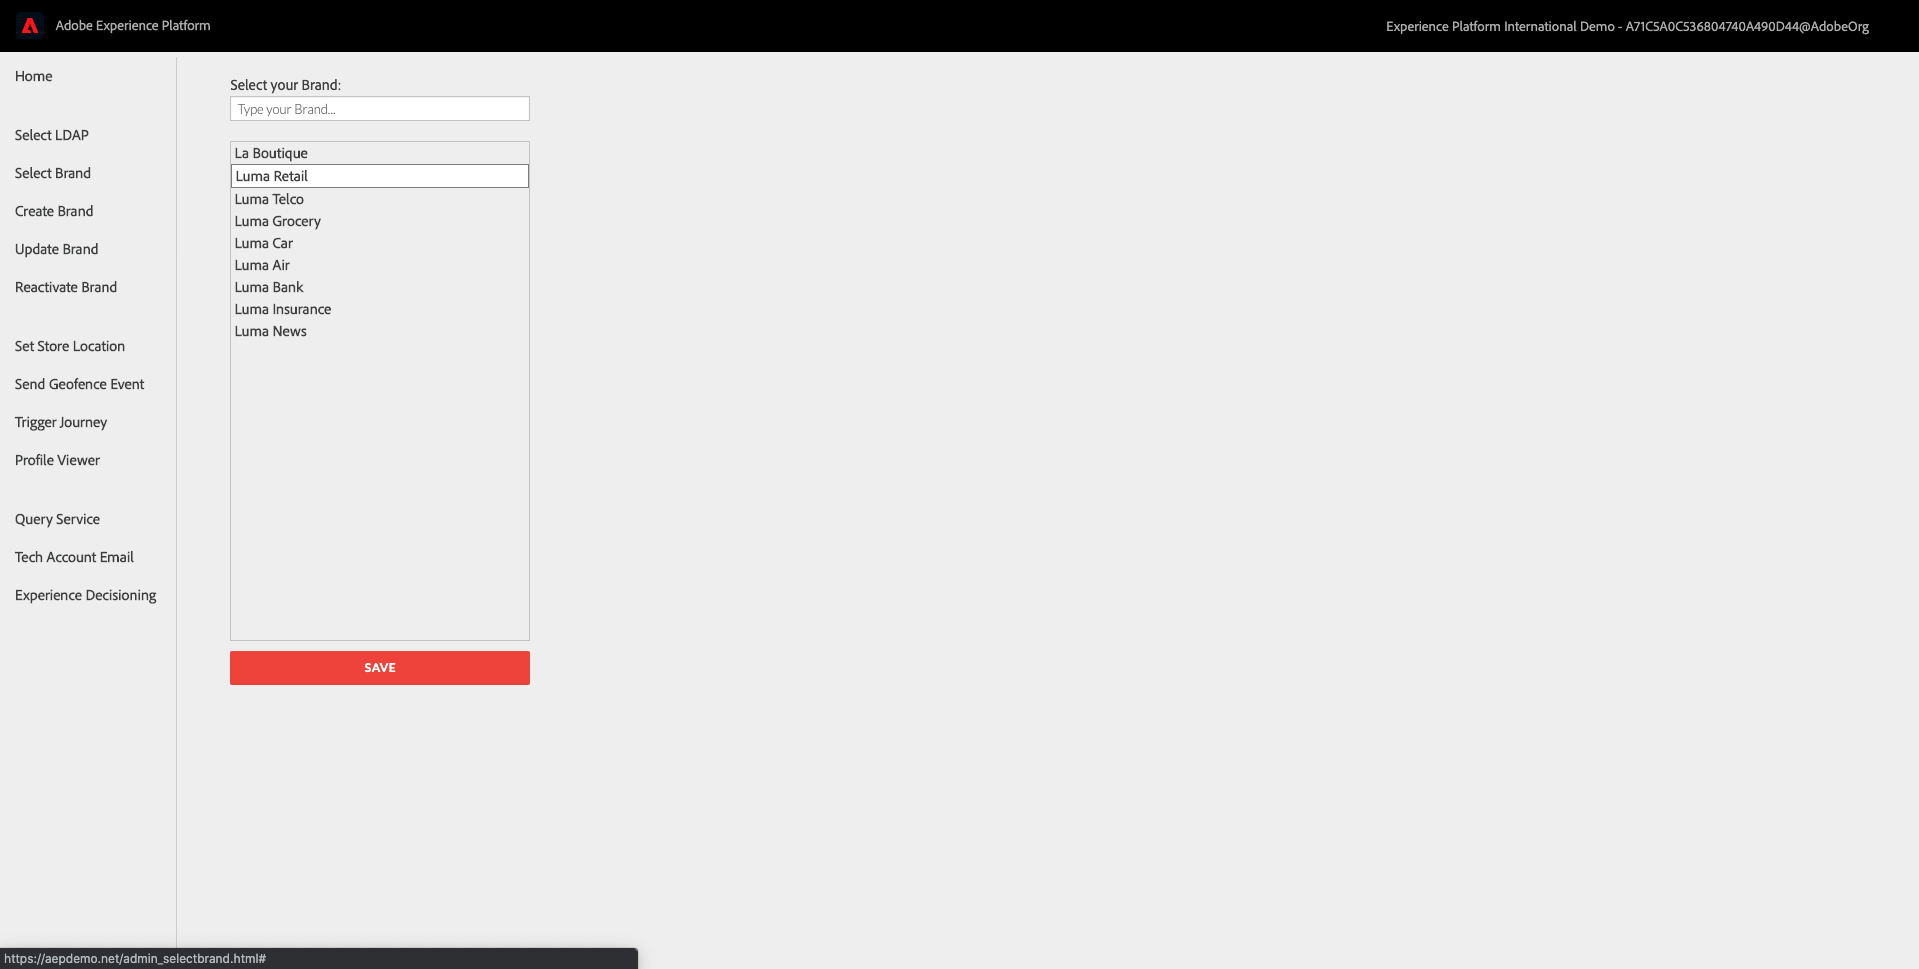 Adobe Experience Platform
Experience Platform International Demo - A71C5A0C536804740A490D44@AdobeOrg
Home
Select LDAP
Select Brand
Create Brand
Update Brand
Reactivate Brand
Set Store Location
Send Geofence Event
Trigger Journey
Profile Viewer
Query Service
Tech Account Email
Experience Decisioning
Select your Brand:
Type your Brand...
La Boutique
Luma Retail
Luma Telco
Luma Grocery
Luma Car
Luma Air
Luma Bank
Luma Insurance
Luma News
SAVE
https://aepdemo.net/admin_selectbrand.html#